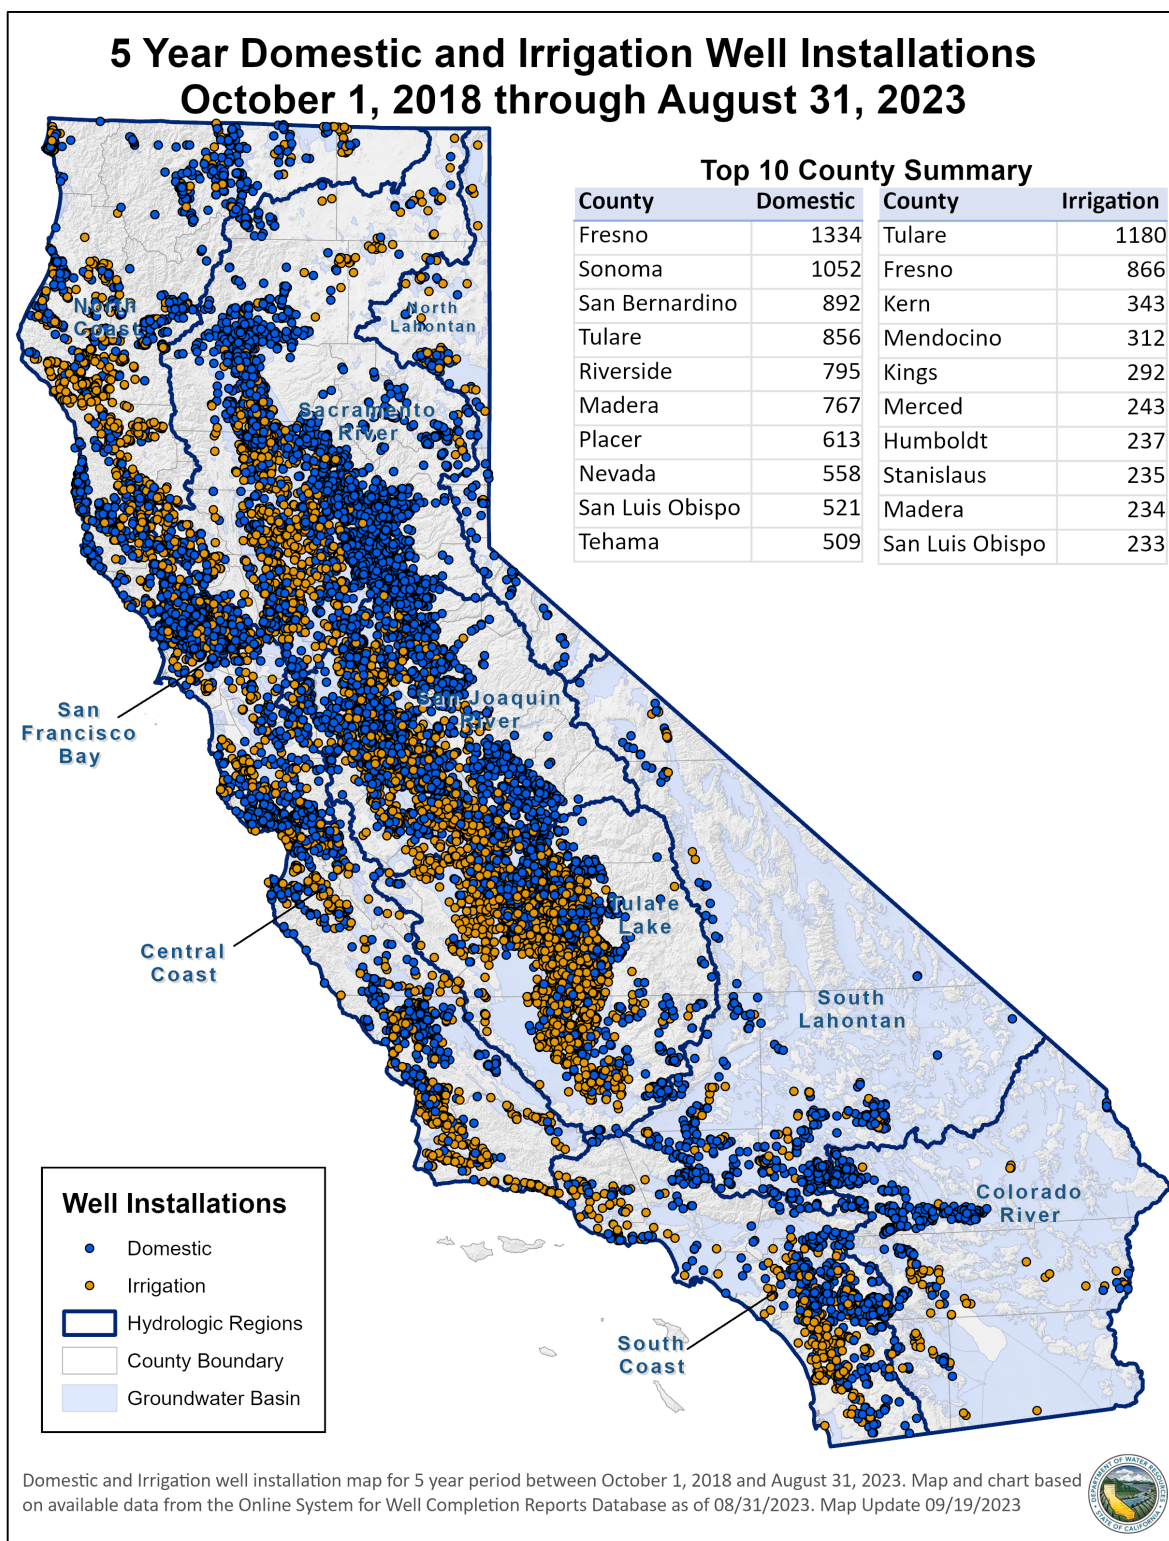 5 Year Domestic and Irrigation Well Installations
October 1, 2018 through August 31, 2023
Top 10 County Summary
County Domestic
Fresno 1334
Sonoma 1052
San Bernardino 892
Tulare 856
Riverside 795
Madera 767
Placer 613
Nevada 558
San Luis Obispo 521
Tehama 509
County Irrigation
Tulare 1180
Fresno 866
Kern 343
Mendocino 312
Kings 292
Merced 243
Humboldt 237
Stanislaus 235
Madera 234
San Luis Obispo 233
North
Coast
North
Lahontan
Sacramento
River
San Joaquin
River
San
Francisco
Bay
Tulare
Lake
Central
Coast
South
Lahontan
Colorado
River
South
Coast
Well Installations
Domestic
Irrigation
Hydrologic Regions
County Boundary
Groundwater Basin
Domestic and Irrigation well installation map for 5 year period between October 1, 2018 and August 31, 2023. Map and chart based
on available data from the Online System for Well Completion Reports Database as of 08/31/2023. Map Update 09/19/2023
DEPARTMENT OF WATER RESOURCES
STATE OF CALIFORNIA